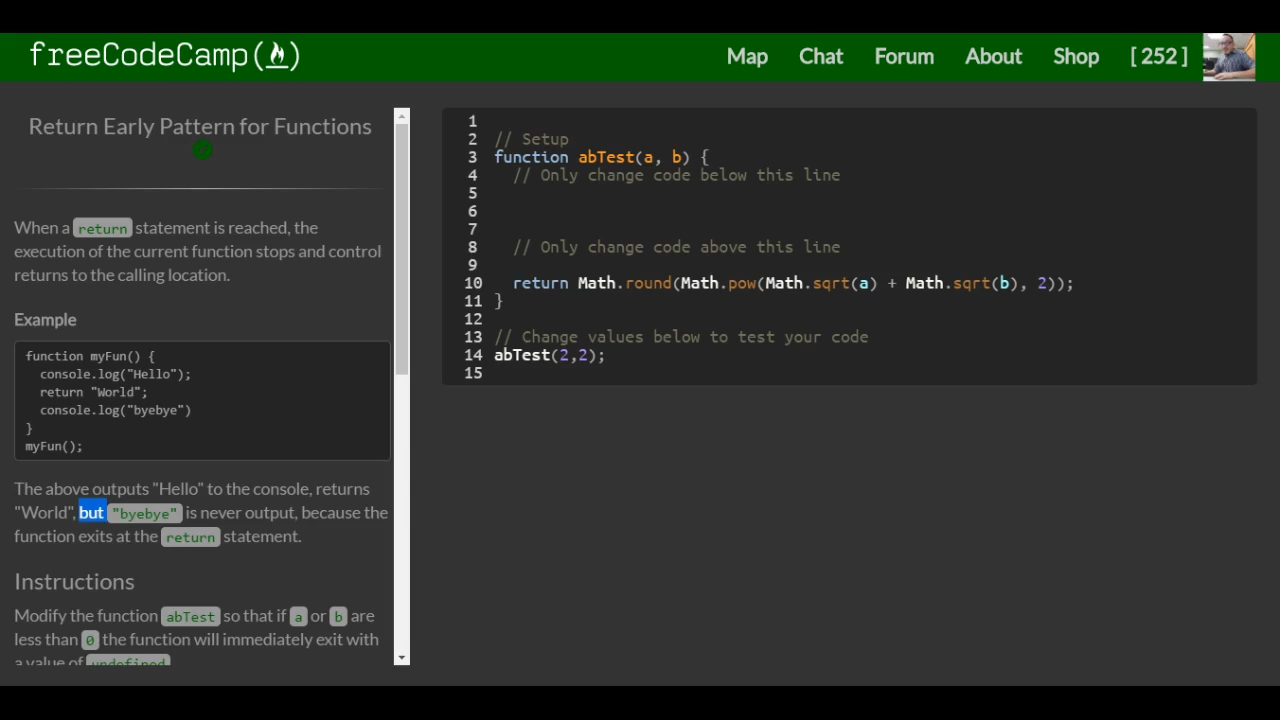 freeCodeCamp(🔥)
Map Chat Forum About Shop [ 252 ]
Return Early Pattern for Functions
When a return statement is reached, the
execution of the current function stops and control
returns to the calling location.
Example
function myFun() {
  console.log("Hello");
  return "World";
  console.log("byebye")
}
myFun();
The above outputs "Hello" to the console, returns
"World", but "byebye" is never output, because the
function exits at the return statement.
Instructions
Modify the function abTest so that if a or b are
less than 0 the function will immediately exit with
a value of undefined
1
2 // Setup
3 function abTest(a, b) {
4   // Only change code below this line
5
6
7
8   // Only change code above this line
9
10   return Math.round(Math.pow(Math.sqrt(a) + Math.sqrt(b), 2));
11 }
12
13 // Change values below to test your code
14 abTest(2,2);
15